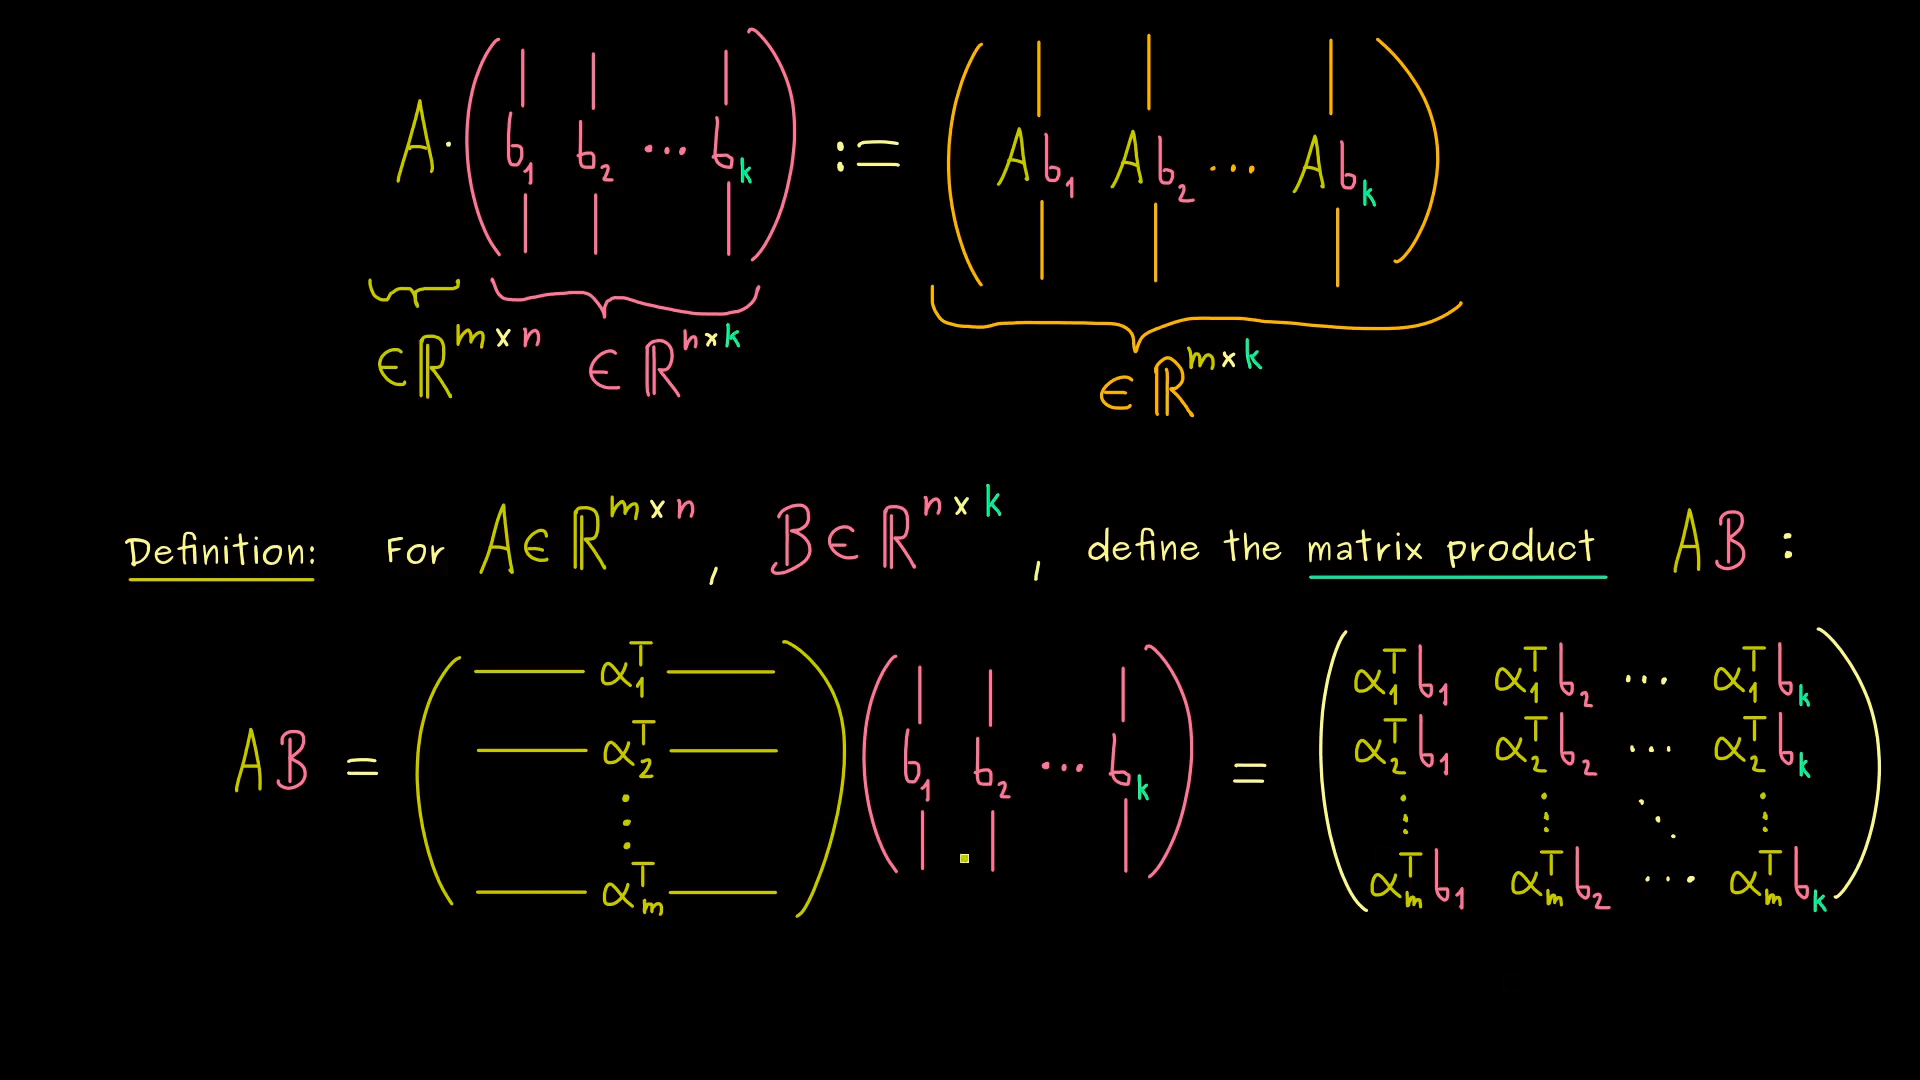 A · ( b₁ b₂ ⋯ b_k ) := ( Ab₁ Ab₂ ⋯ Ab_k )
∈ ℝ^{m×n} ∈ ℝ^{n×k} ∈ ℝ^{m×k}
Definition: For A ∈ ℝ^{m×n} , B ∈ ℝ^{n×k} , define the matrix product AB :
α₁ᵀ α₁ᵀb₁ α₁ᵀb₂ ⋯ α₁ᵀb_k
α₂ᵀ α₂ᵀb₁ α₂ᵀb₂ ⋯ α₂ᵀb_k
AB = ( ⋮ ) ( b₁ b₂ ⋯ b_k ) = ( ⋮ ⋮ ⋱ ⋮ )
α_mᵀ α_mᵀb₁ α_mᵀb₂ ⋯ α_mᵀb_k